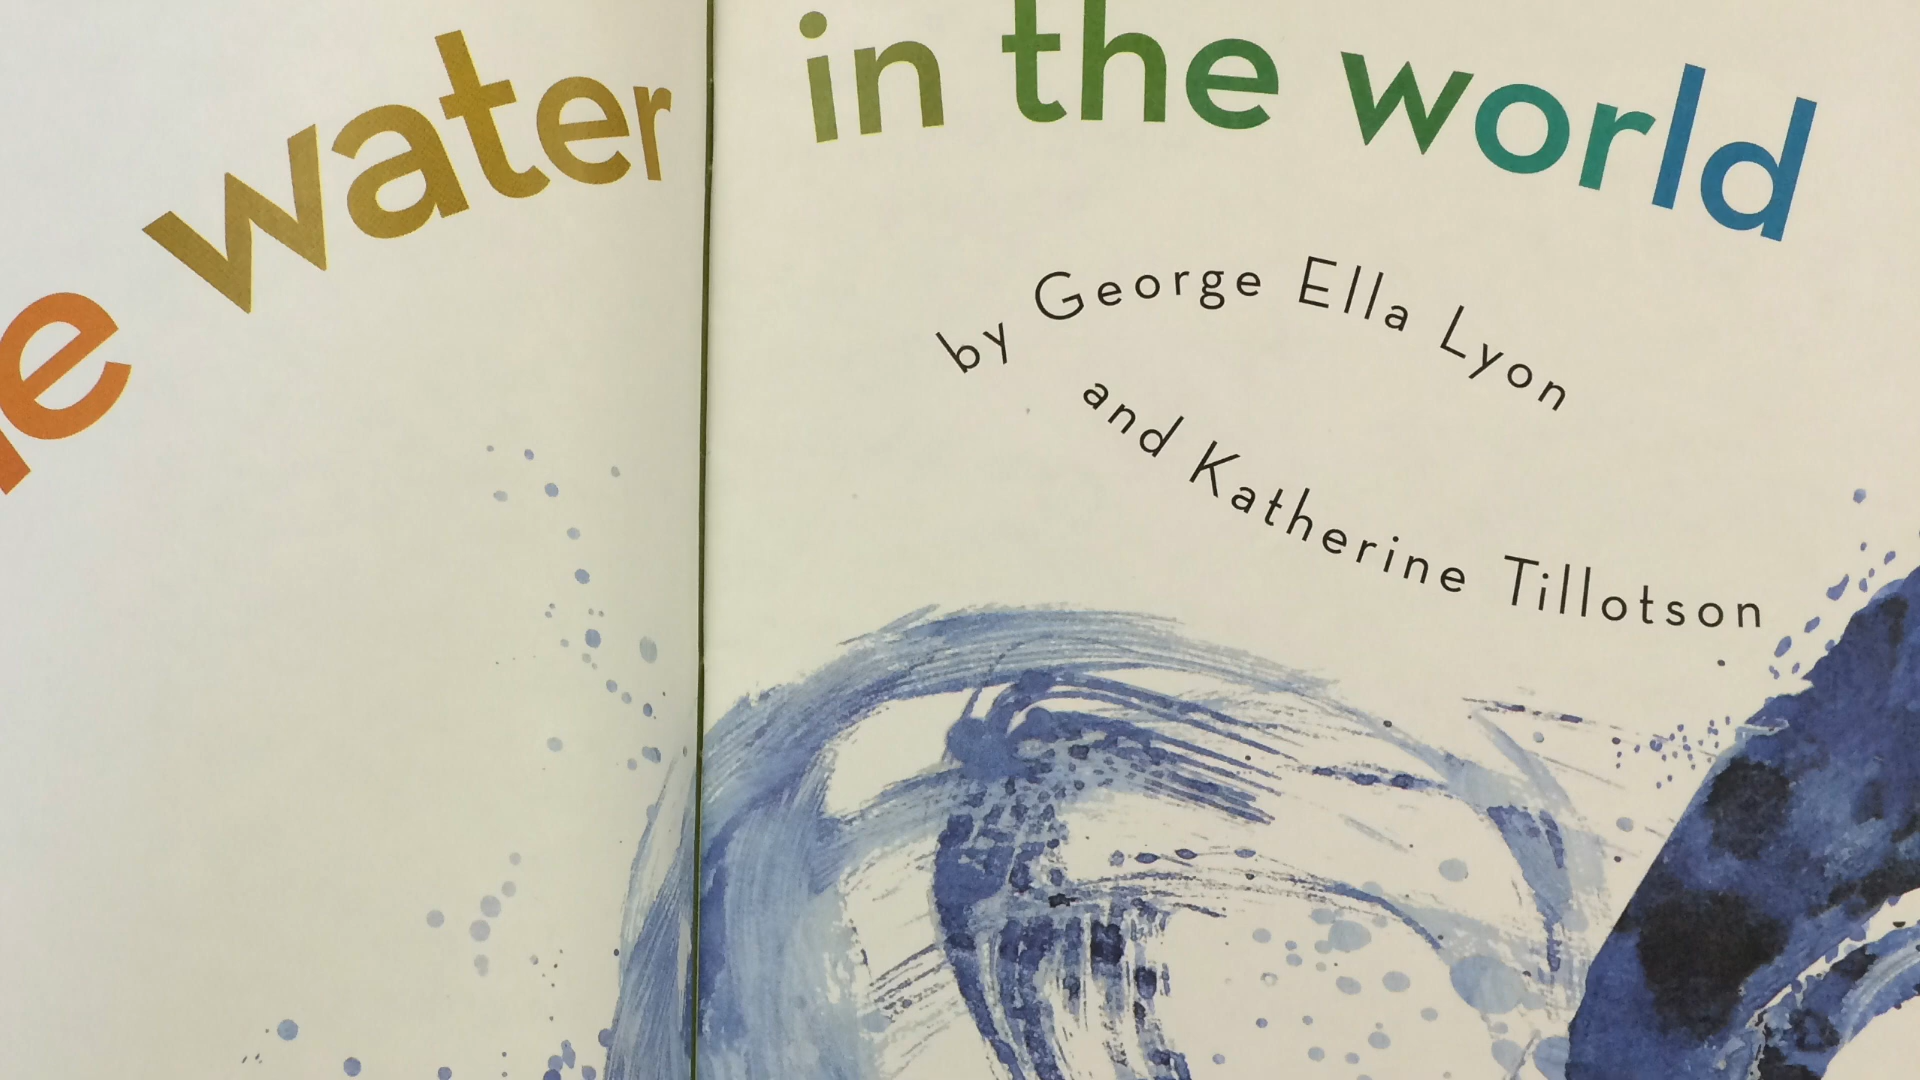 water in the world
by George Ella Lyon
and Katherine Tillotson